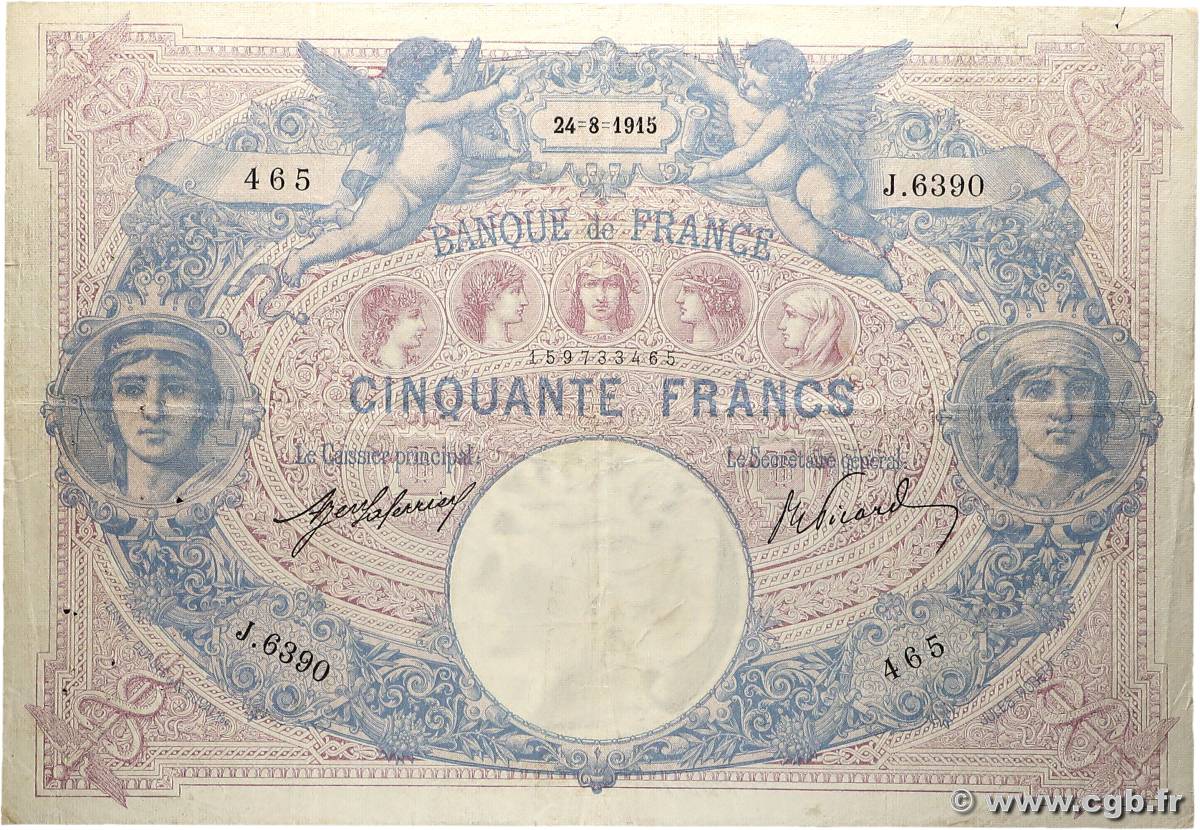 24=8=1915
465
J.6390
BANQUE de FRANCE
159733465
CINQUANTE FRANCS
Le Caissier principal,
Le Secrétaire général,
J.6390
465
© www.cgb.fr